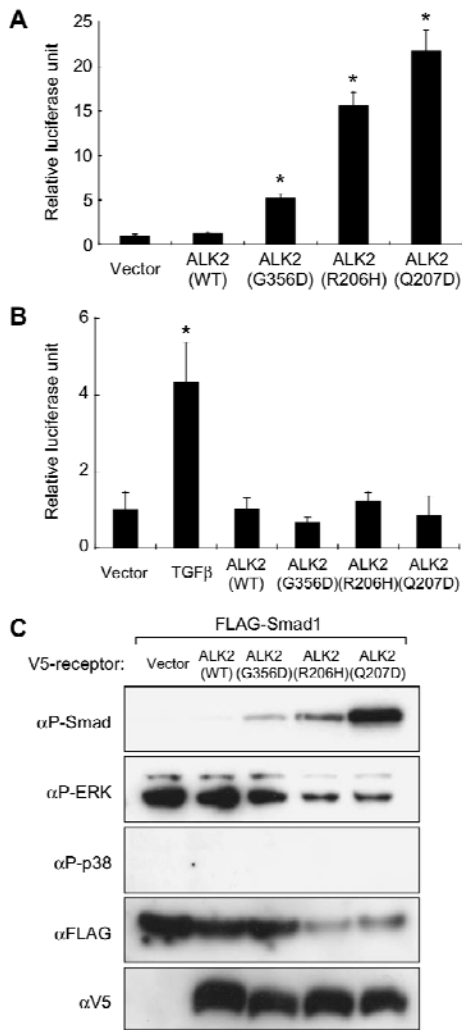 A
Relative luciferase unit
25
20
15
10
5
0
*
*
*
Vector
ALK2
(WT)
ALK2
(G356D)
ALK2
(R206H)
ALK2
(Q207D)
B
Relative luciferase unit
6
4
2
0
*
Vector
TGFβ
ALK2
(WT)
ALK2
(G356D)
ALK2
(R206H)
ALK2
(Q207D)
C
FLAG-Smad1
V5-receptor:
Vector
ALK2
(WT)
ALK2
(G356D)
ALK2
(R206H)
ALK2
(Q207D)
αP-Smad
αP-ERK
αP-p38
αFLAG
αV5